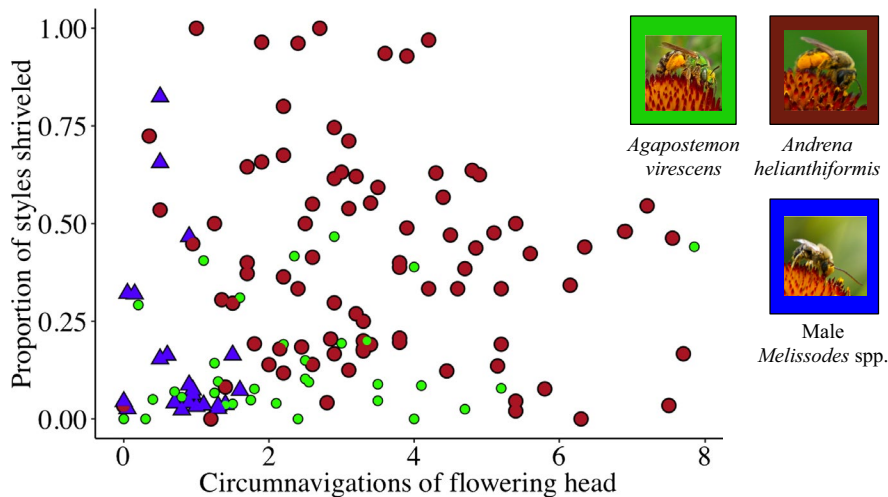 1.00
0.75
0.50
0.25
0.00
Proportion of styles shriveled
0
2
4
6
8
Circumnavigations of flowering head
Agapostemon
virescens
Andrena
helianthiformis
Male
Melissodes spp.